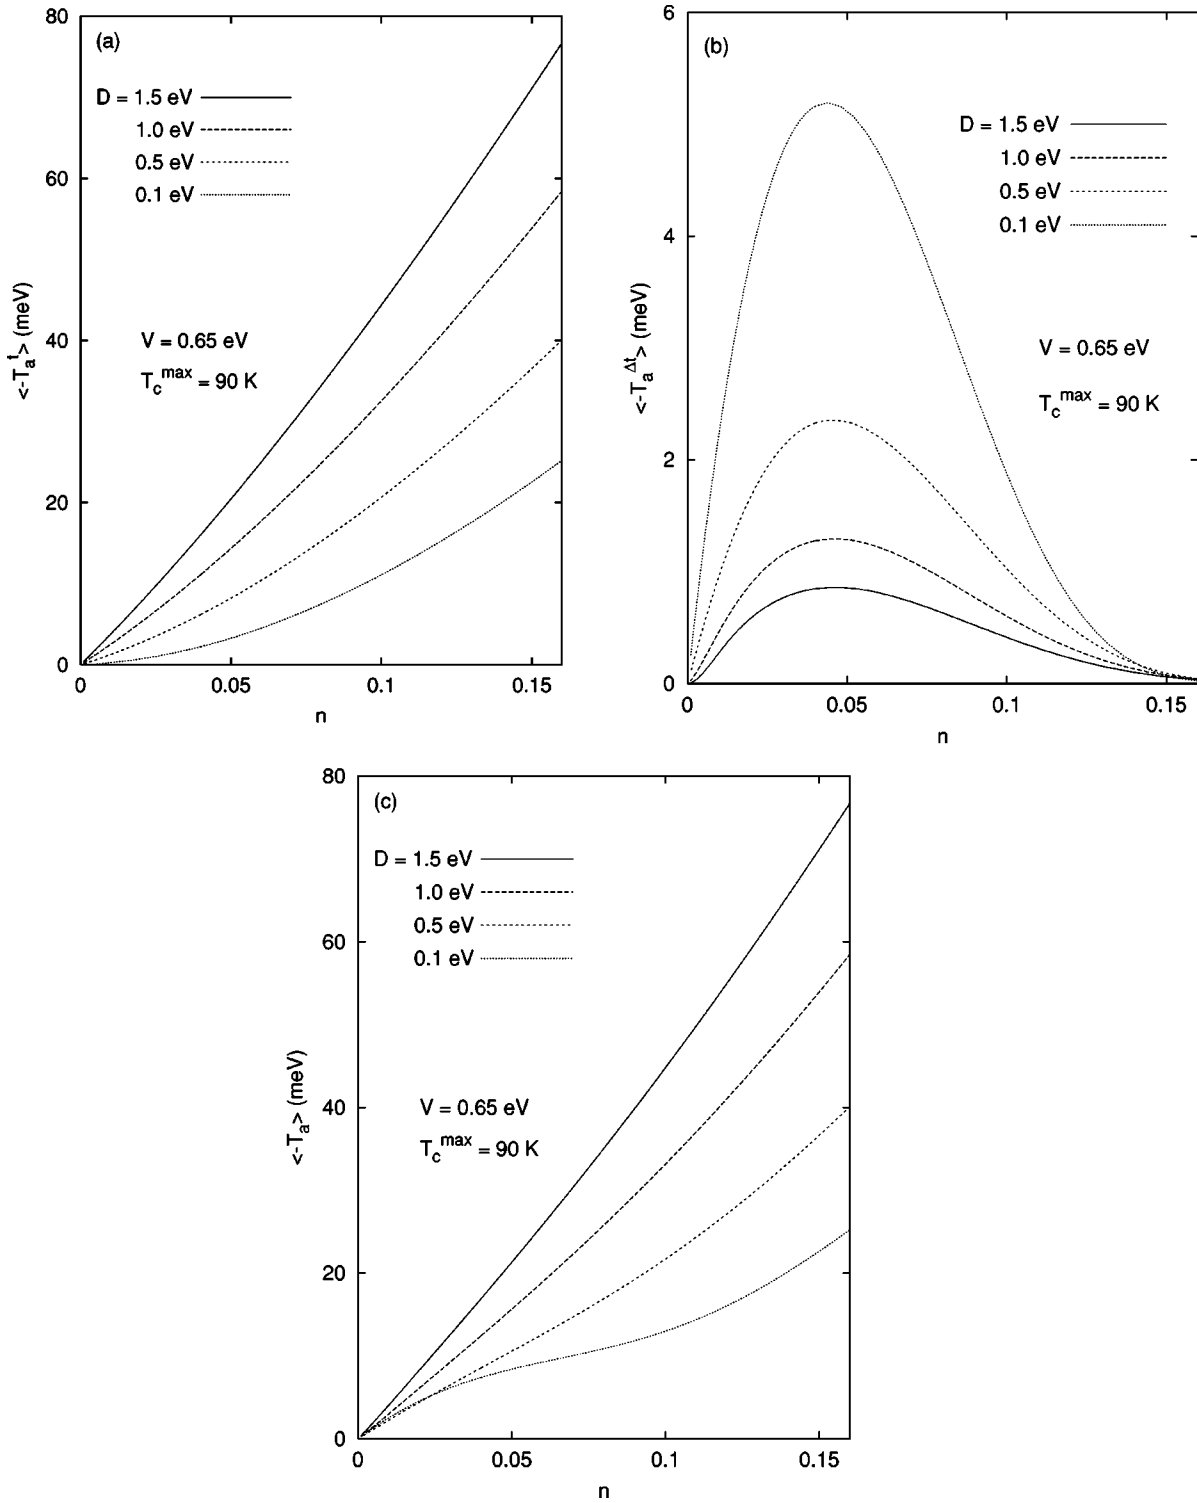 (a)
80
60
40
20
0
D = 1.5 eV
1.0 eV
0.5 eV
0.1 eV
<-T_a^t> (meV)
V = 0.65 eV
T_c^max = 90 K
0 0.05 0.1 0.15
n
(b)
6
4
2
0
D = 1.5 eV
1.0 eV
0.5 eV
0.1 eV
<-T_a^Δt> (meV)
V = 0.65 eV
T_c^max = 90 K
0 0.05 0.1 0.15
n
(c)
80
60
40
20
0
D = 1.5 eV
1.0 eV
0.5 eV
0.1 eV
<-T_a> (meV)
V = 0.65 eV
T_c^max = 90 K
0 0.05 0.1 0.15
n